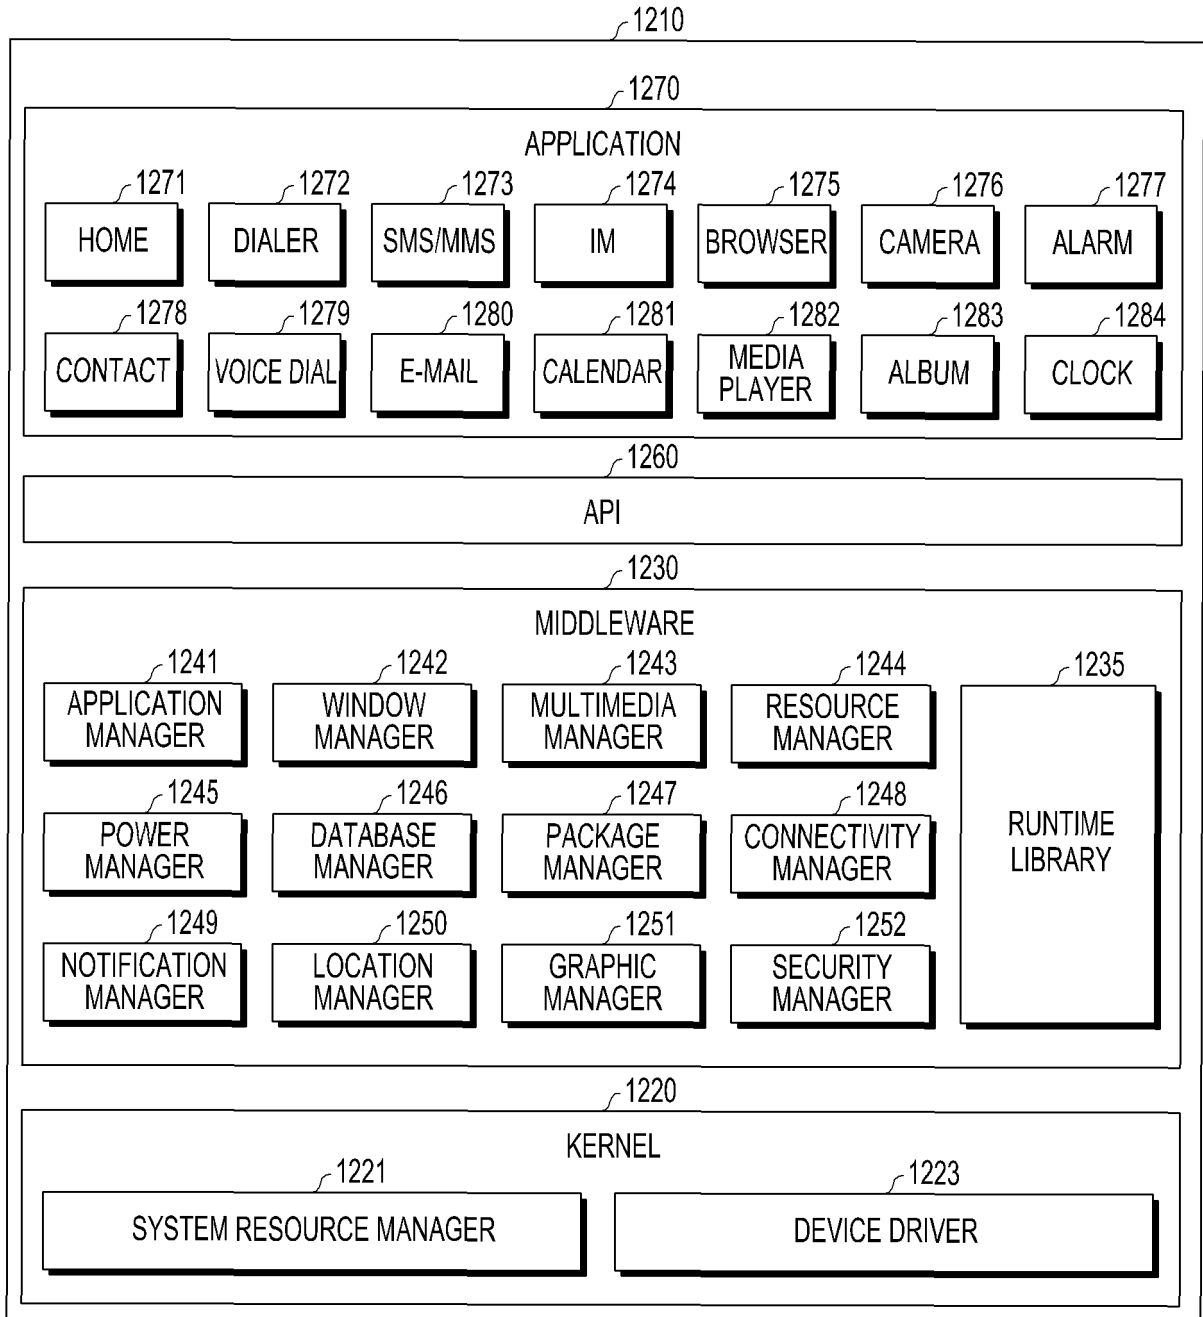 1210
1270
APPLICATION
1271 1272 1273 1274 1275 1276 1277
HOME DIALER SMS/MMS IM BROWSER CAMERA ALARM
1278 1279 1280 1281 1282 1283 1284
CONTACT VOICE DIAL E-MAIL CALENDAR MEDIA PLAYER ALBUM CLOCK
1260
API
1230
MIDDLEWARE
1241 1242 1243 1244 1235
APPLICATION MANAGER WINDOW MANAGER MULTIMEDIA MANAGER RESOURCE MANAGER
1245 1246 1247 1248
POWER MANAGER DATABASE MANAGER PACKAGE MANAGER CONNECTIVITY MANAGER RUNTIME LIBRARY
1249 1250 1251 1252
NOTIFICATION MANAGER LOCATION MANAGER GRAPHIC MANAGER SECURITY MANAGER
1220
KERNEL
1221 1223
SYSTEM RESOURCE MANAGER DEVICE DRIVER